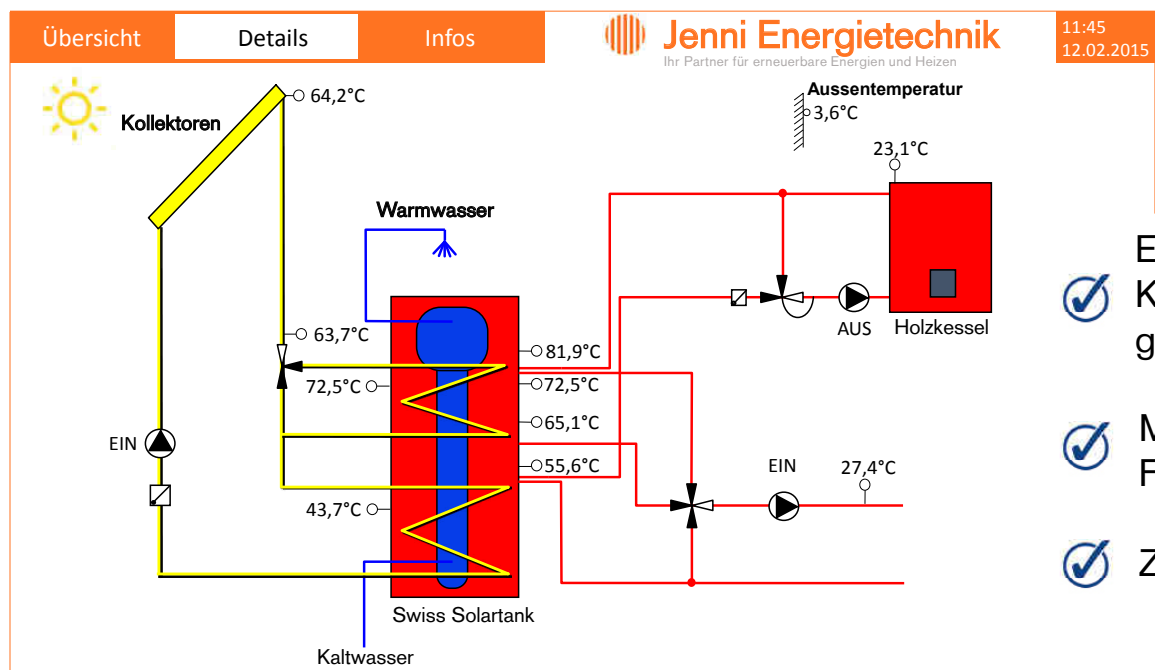 Übersicht
Details
Infos
Jenni Energietechnik
Ihr Partner für erneuerbare Energien und Heizen
11:45
12.02.2015
64,2°C
Kollektoren
Aussentemperatur
3,6°C
23,1°C
Warmwasser
63,7°C
AUS
Holzkessel
81,9°C
72,5°C
72,5°C
65,1°C
EIN
55,6°C
EIN
27,4°C
43,7°C
Swiss Solartank
Kaltwasser
E
K
g
M
F
Z